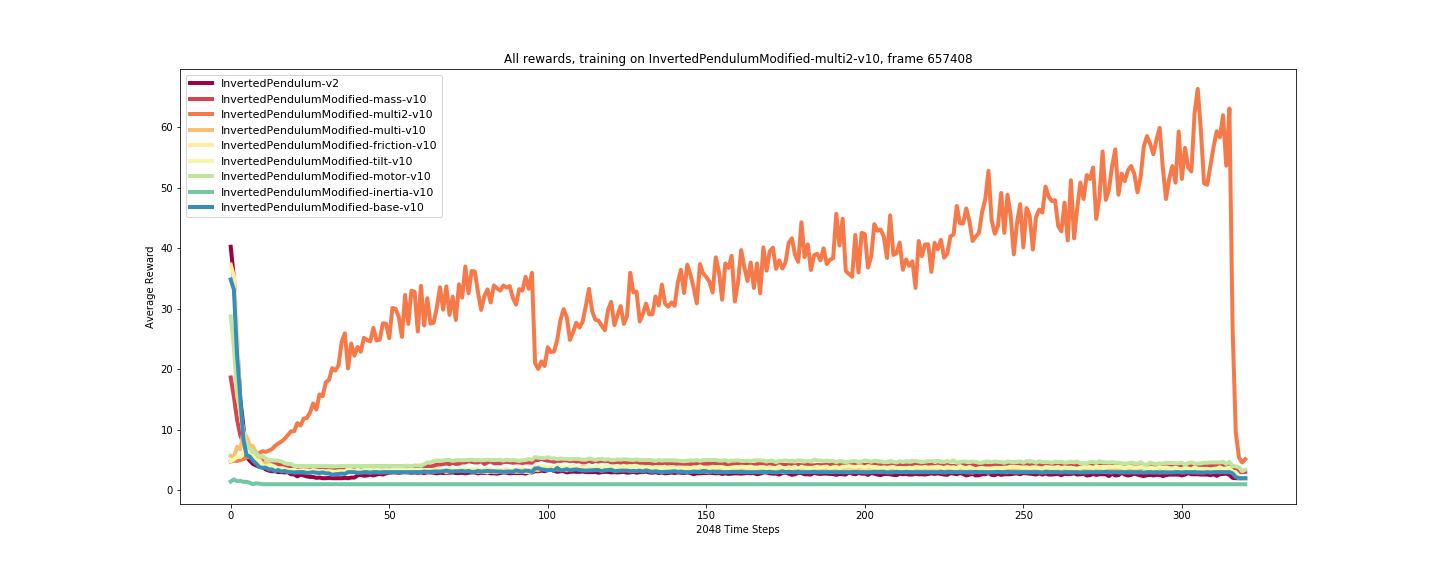 All rewards, training on InvertedPendulumModified-multi2-v10, frame 657408
InvertedPendulum-v2
InvertedPendulumModified-mass-v10
InvertedPendulumModified-multi2-v10
InvertedPendulumModified-multi-v10
InvertedPendulumModified-friction-v10
InvertedPendulumModified-tilt-v10
InvertedPendulumModified-motor-v10
InvertedPendulumModified-inertia-v10
InvertedPendulumModified-base-v10
Average Reward
60
50
40
30
20
10
0
0 50 100 150 200 250 300
2048 Time Steps